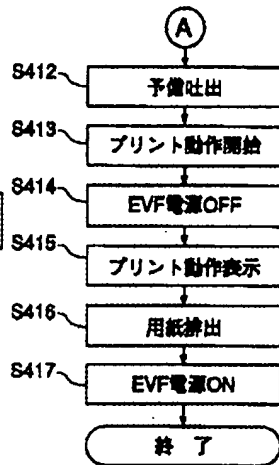 A
S412
予備吐出
S413
プリント動作開始
S414
EVF電源OFF
S415
プリント動作表示
S416
用紙排出
S417
EVF電源ON
終了